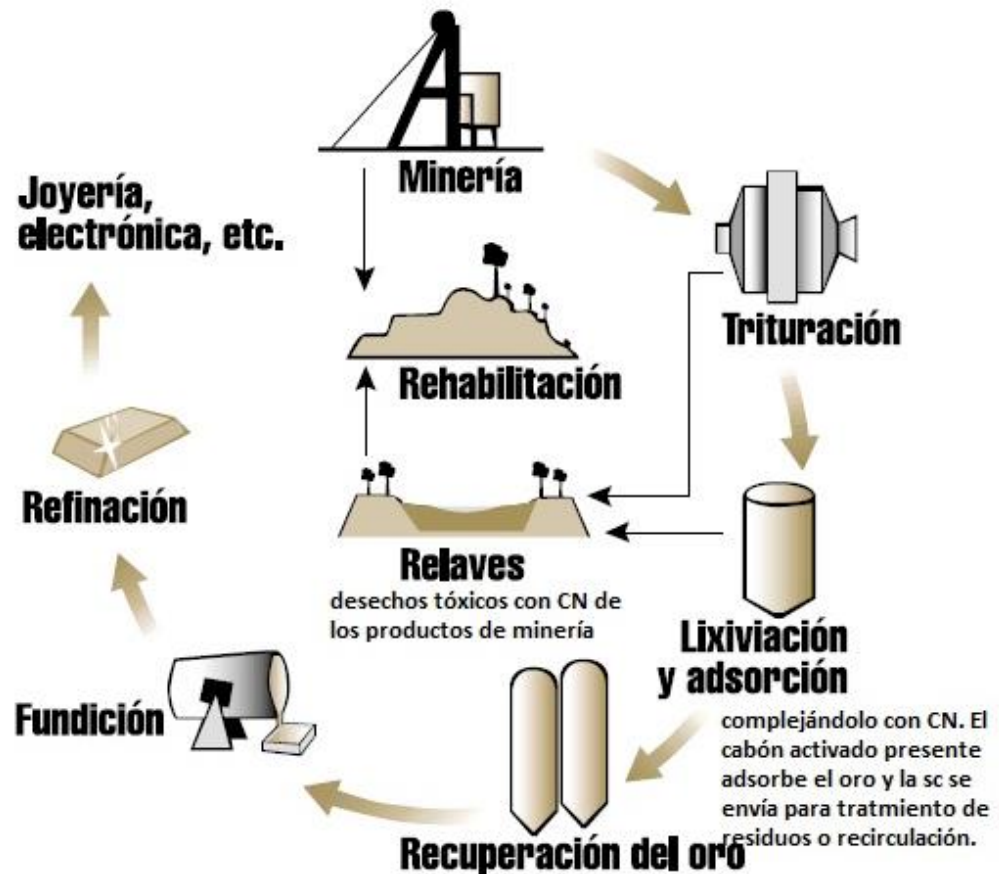 Minería
Joyería,
electrónica, etc.
Trituración
Rehabilitación
Refinación
Relaves
desechos tóxicos con CN de
los productos de minería
Lixiviación
y adsorción
complejándolo con CN. El
cabón activado presente
adsorbe el oro y la sc se
envía para tratmiento de
residuos o recirculación.
Fundición
Recuperación del oro